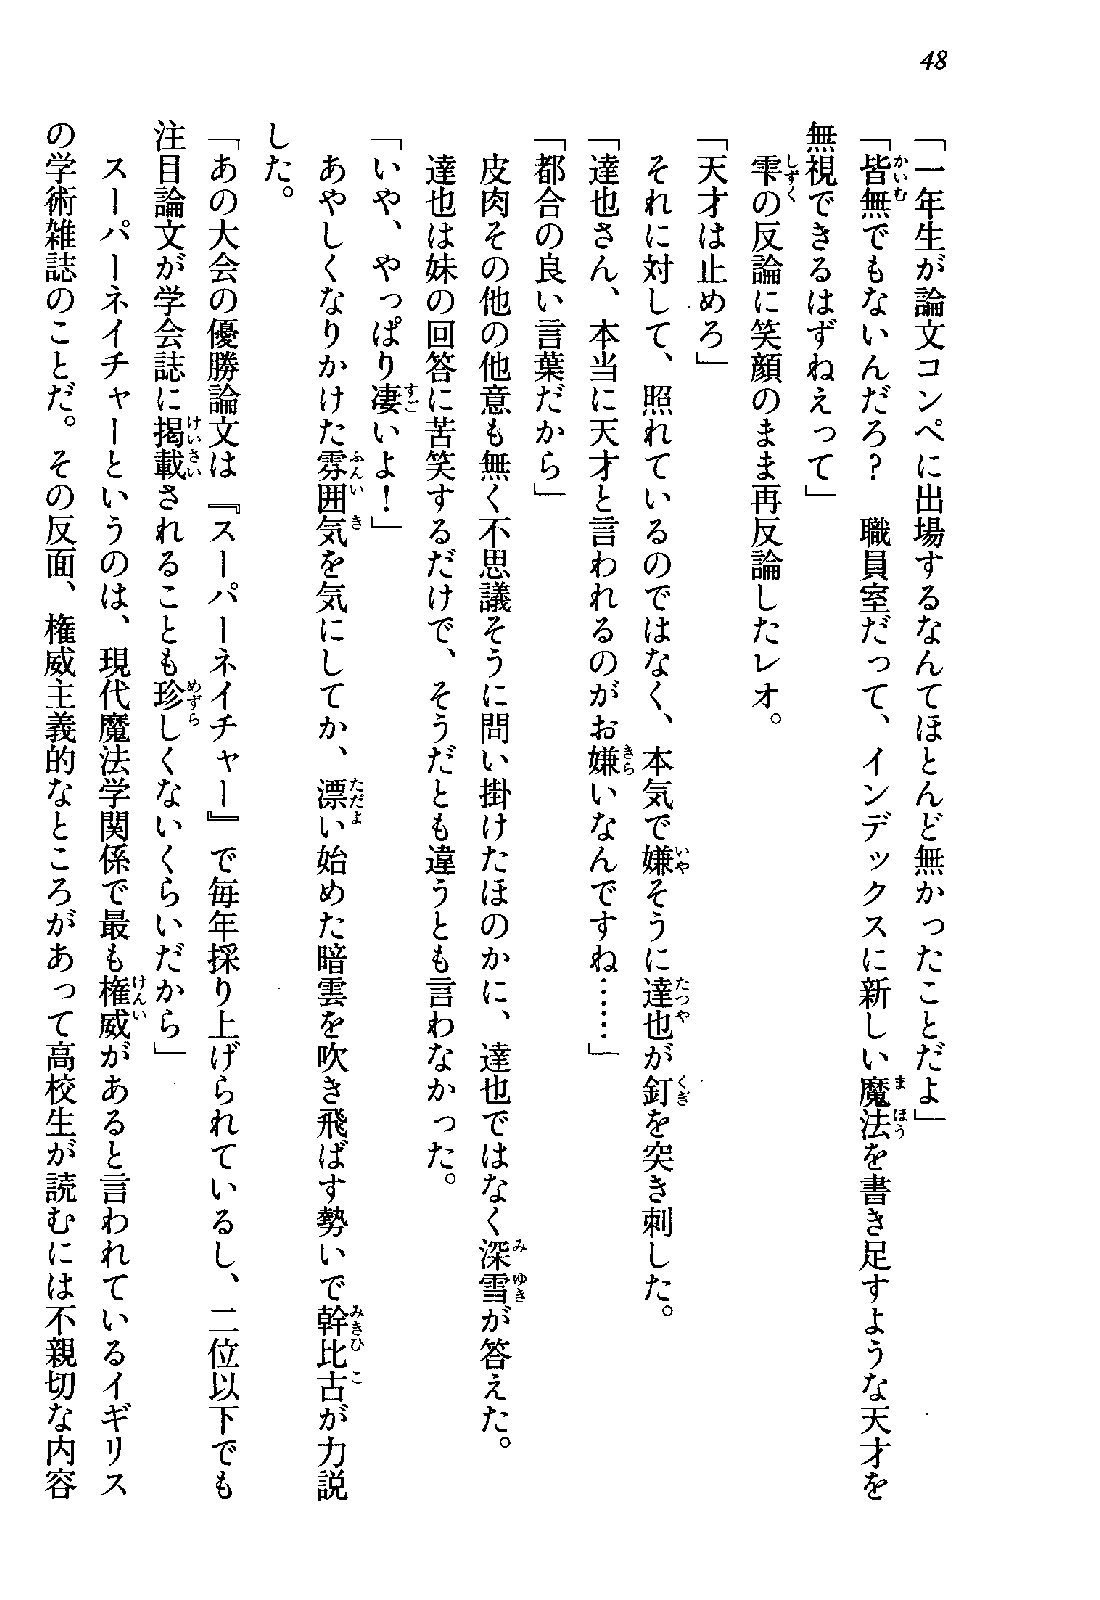 48
「一年生が論文コンペに出場するなんてほとんど無かったことだよ」
「皆無でもないんだろ？　職員室だって、インデックスに新しい魔法を書き足すような天才を
無視できるはずねえって」
　雫の反論に笑顔のまま再反論したレオ。
「天才は止めろ」
　それに対して、照れているのではなく、本気で嫌そうに達也が釘を突き刺した。
「達也さん、本当に天才と言われるのがお嫌いなんですね……」
「都合の良い言葉だから」
　皮肉その他の他意も無く不思議そうに問い掛けたほのかに、達也ではなく深雪が答えた。
　達也は妹の回答に苦笑するだけで、そうだとも違うとも言わなかった。
「いや、やっぱり凄いよ！」
　あやしくなりかけた雰囲気を気にしてか、漂い始めた暗雲を吹き飛ばす勢いで幹比古が力説
した。
「あの大会の優勝論文は『スーパーネイチャー』で毎年採り上げられているし、二位以下でも
注目論文が学会誌に掲載されることも珍しくないくらいだから」
　スーパーネイチャーというのは、現代魔法学関係で最も権威があると言われているイギリス
の学術雑誌のことだ。その反面、権威主義的なところがあって高校生が読むには不親切な内容